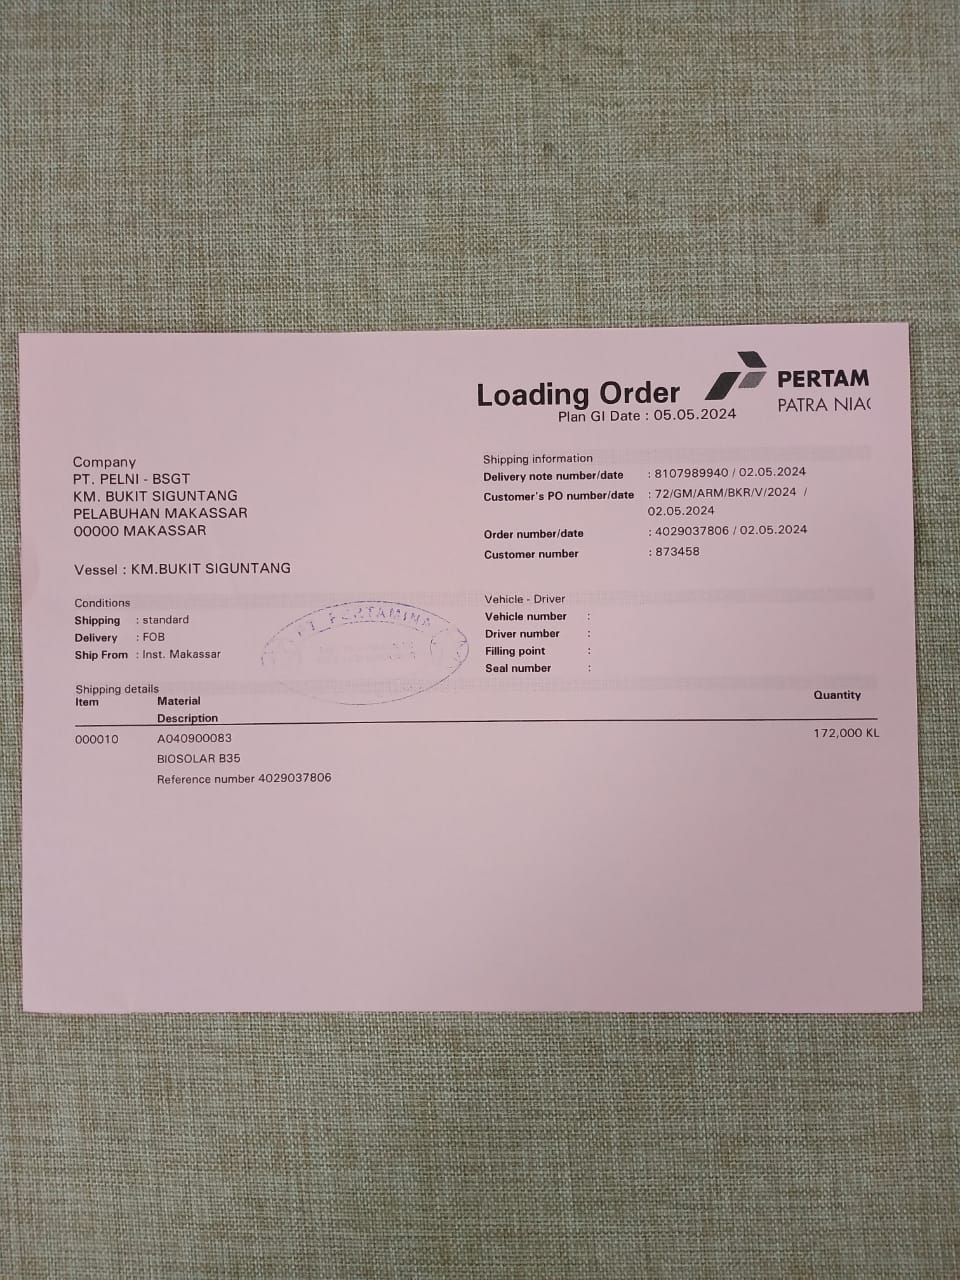 Loading Order
Plan GI Date : 05.05.2024
PERTAM
PATRA NIA
Company
PT. PELNI - BSGT
KM. BUKIT SIGUNTANG
PELABUHAN MAKASSAR
00000 MAKASSAR
Vessel : KM.BUKIT SIGUNTANG
Shipping information
Delivery note number/date : 8107989940 / 02.05.2024
Customer's PO number/date : 72/GM/ARM/BKR/V/2024 /
02.05.2024
Order number/date : 4029037806 / 02.05.2024
Customer number : 873458
Conditions
Shipping : standard
Delivery : FOB
Ship From : Inst. Makassar
PT. PERTAMINA
Vehicle - Driver
Vehicle number :
Driver number :
Filling point :
Seal number :
Shipping details
Item Material Quantity
Description
000010 A040900083 172,000 KL
BIOSOLAR B35
Reference number 4029037806